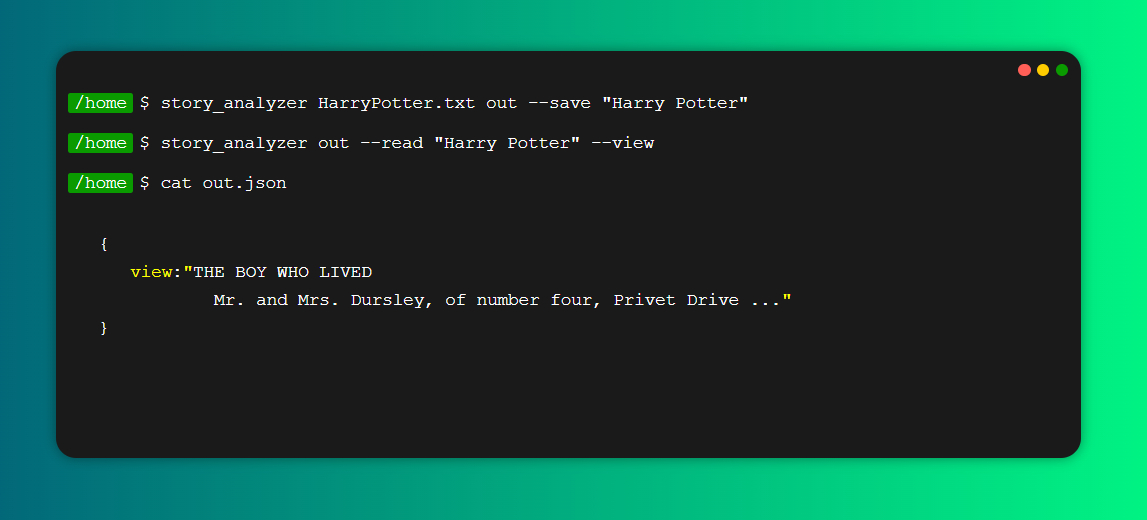 /home $ story_analyzer HarryPotter.txt out --save "Harry Potter"
/home $ story_analyzer out --read "Harry Potter" --view
/home $ cat out.json
{
view:"THE BOY WHO LIVED
Mr. and Mrs. Dursley, of number four, Privet Drive ..."
}